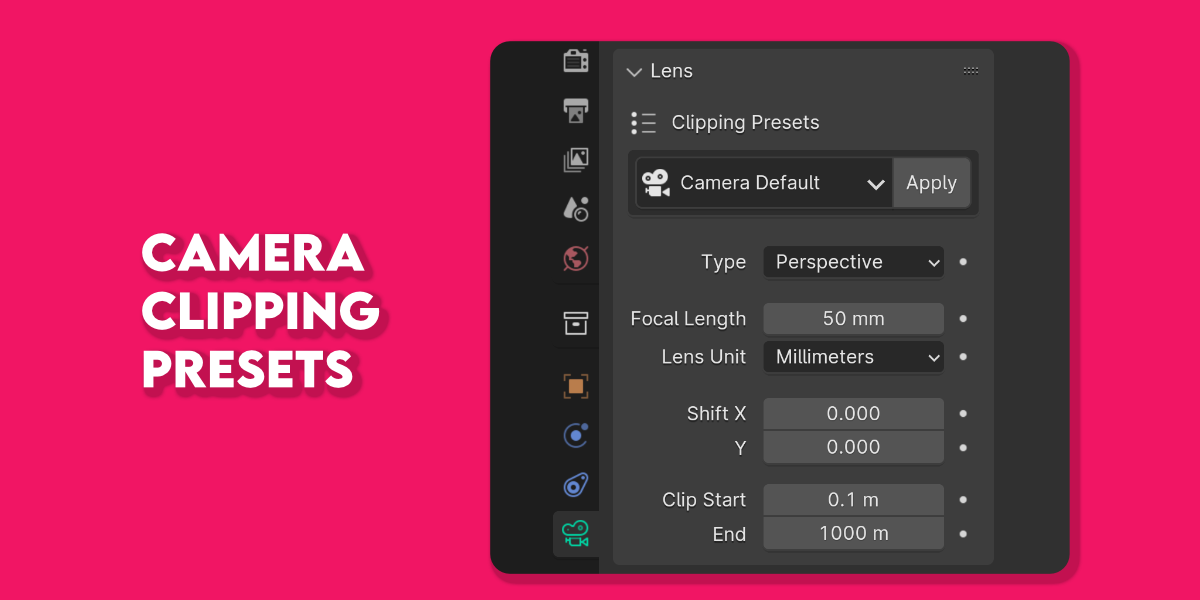 CAMERA
CLIPPING
PRESETS
Lens
Clipping Presets
Camera Default Apply
Type Perspective
Focal Length 50 mm
Lens Unit Millimeters
Shift X 0.000
Y 0.000
Clip Start 0.1 m
End 1000 m